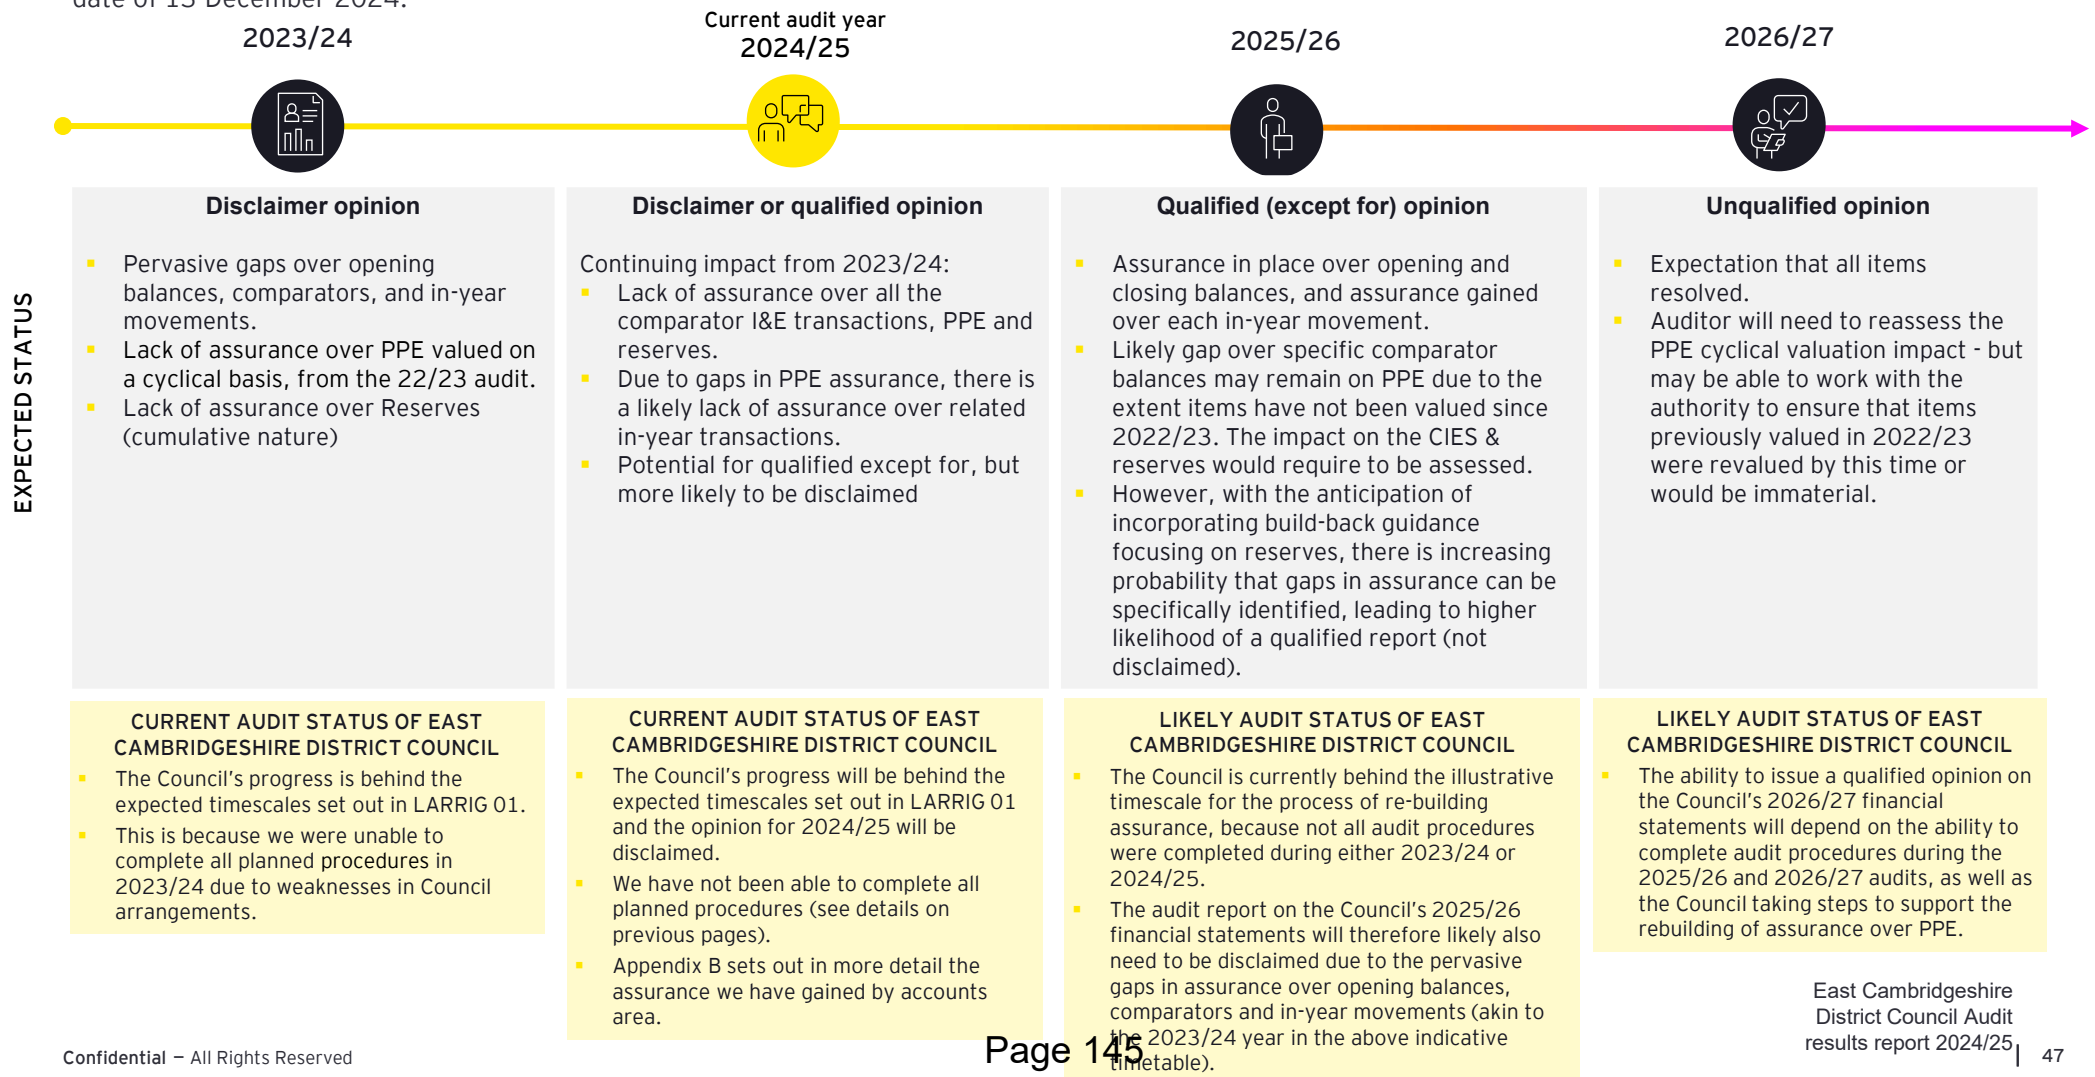 date of 13 December 2024.
2023/24
Current audit year
2024/25
2025/26
2026/27
EXPECTED STATUS
Disclaimer opinion
▪ Pervasive gaps over opening
balances, comparators, and in-year
movements.
▪ Lack of assurance over PPE valued on
a cyclical basis, from the 22/23 audit.
▪ Lack of assurance over Reserves
(cumulative nature)
Disclaimer or qualified opinion
Continuing impact from 2023/24:
▪ Lack of assurance over all the
comparator I&E transactions, PPE and
reserves.
▪ Due to gaps in PPE assurance, there is
a likely lack of assurance over related
in-year transactions.
▪ Potential for qualified except for, but
more likely to be disclaimed
Qualified (except for) opinion
▪ Assurance in place over opening and
closing balances, and assurance gained
over each in-year movement.
▪ Likely gap over specific comparator
balances may remain on PPE due to the
extent items have not been valued since
2022/23. The impact on the CIES &
reserves would require to be assessed.
▪ However, with the anticipation of
incorporating build-back guidance
focusing on reserves, there is increasing
probability that gaps in assurance can be
specifically identified, leading to higher
likelihood of a qualified report (not
disclaimed).
Unqualified opinion
▪ Expectation that all items
resolved.
▪ Auditor will need to reassess the
PPE cyclical valuation impact - but
may be able to work with the
authority to ensure that items
previously valued in 2022/23
were revalued by this time or
would be immaterial.
CURRENT AUDIT STATUS OF EAST
CAMBRIDGESHIRE DISTRICT COUNCIL
▪ The Council's progress is behind the
expected timescales set out in LARRIG 01.
▪ This is because we were unable to
complete all planned procedures in
2023/24 due to weaknesses in Council
arrangements.
CURRENT AUDIT STATUS OF EAST
CAMBRIDGESHIRE DISTRICT COUNCIL
▪ The Council's progress will be behind the
expected timescales set out in LARRIG 01
and the opinion for 2024/25 will be
disclaimed.
▪ We have not been able to complete all
planned procedures (see details on
previous pages).
▪ Appendix B sets out in more detail the
assurance we have gained by accounts
area.
LIKELY AUDIT STATUS OF EAST
CAMBRIDGESHIRE DISTRICT COUNCIL
▪ The Council is currently behind the illustrative
timescale for the process of re-building
assurance, because not all audit procedures
were completed during either 2023/24 or
2024/25.
▪ The audit report on the Council's 2025/26
financial statements will therefore likely also
need to be disclaimed due to the pervasive
gaps in assurance over opening balances,
comparators and in-year movements (akin to
the 2023/24 year in the above indicative
timetable).
LIKELY AUDIT STATUS OF EAST
CAMBRIDGESHIRE DISTRICT COUNCIL
▪ The ability to issue a qualified opinion on
the Council's 2026/27 financial
statements will depend on the ability to
complete audit procedures during the
2025/26 and 2026/27 audits, as well as
the Council taking steps to support the
rebuilding of assurance over PPE.
Confidential — All Rights Reserved
Page 145
East Cambridgeshire
District Council Audit
results report 2024/25
47